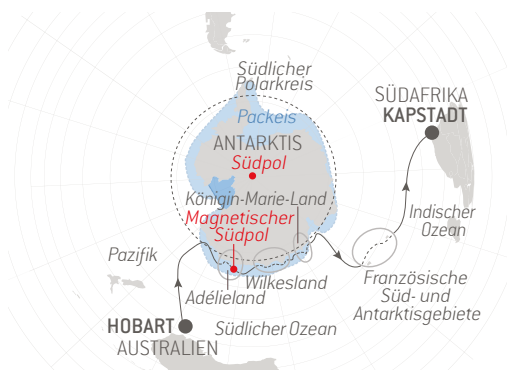 Südlicher
Polarkreis
SÜDAFRIKA
KAPSTADT
Packeis
ANTARKTIS
Südpol
Königin-Marie-Land
Magnetischer
Südpol
Indischer
Ozean
Pazifik
Wilkesland
Französische
Süd- und
Antarktisgebiete
Adélieland
HOBART
AUSTRALIEN
Südlicher Ozean